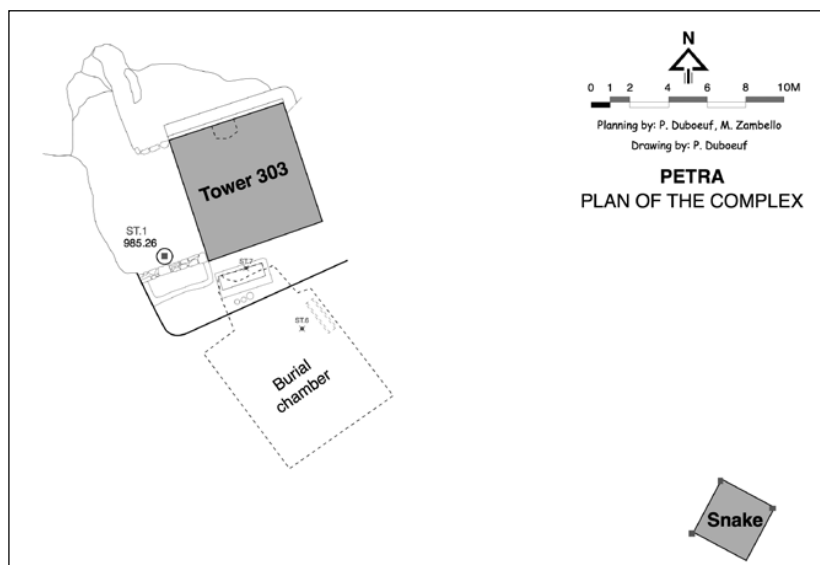 N
0 1 2 4 6 8 10M
Planning by: P. Duboeuf, M. Zambello
Drawing by: P. Duboeuf
PETRA
PLAN OF THE COMPLEX
Tower 303
ST.1
985.26
ST.7
ST.6
Burial
chamber
Snake